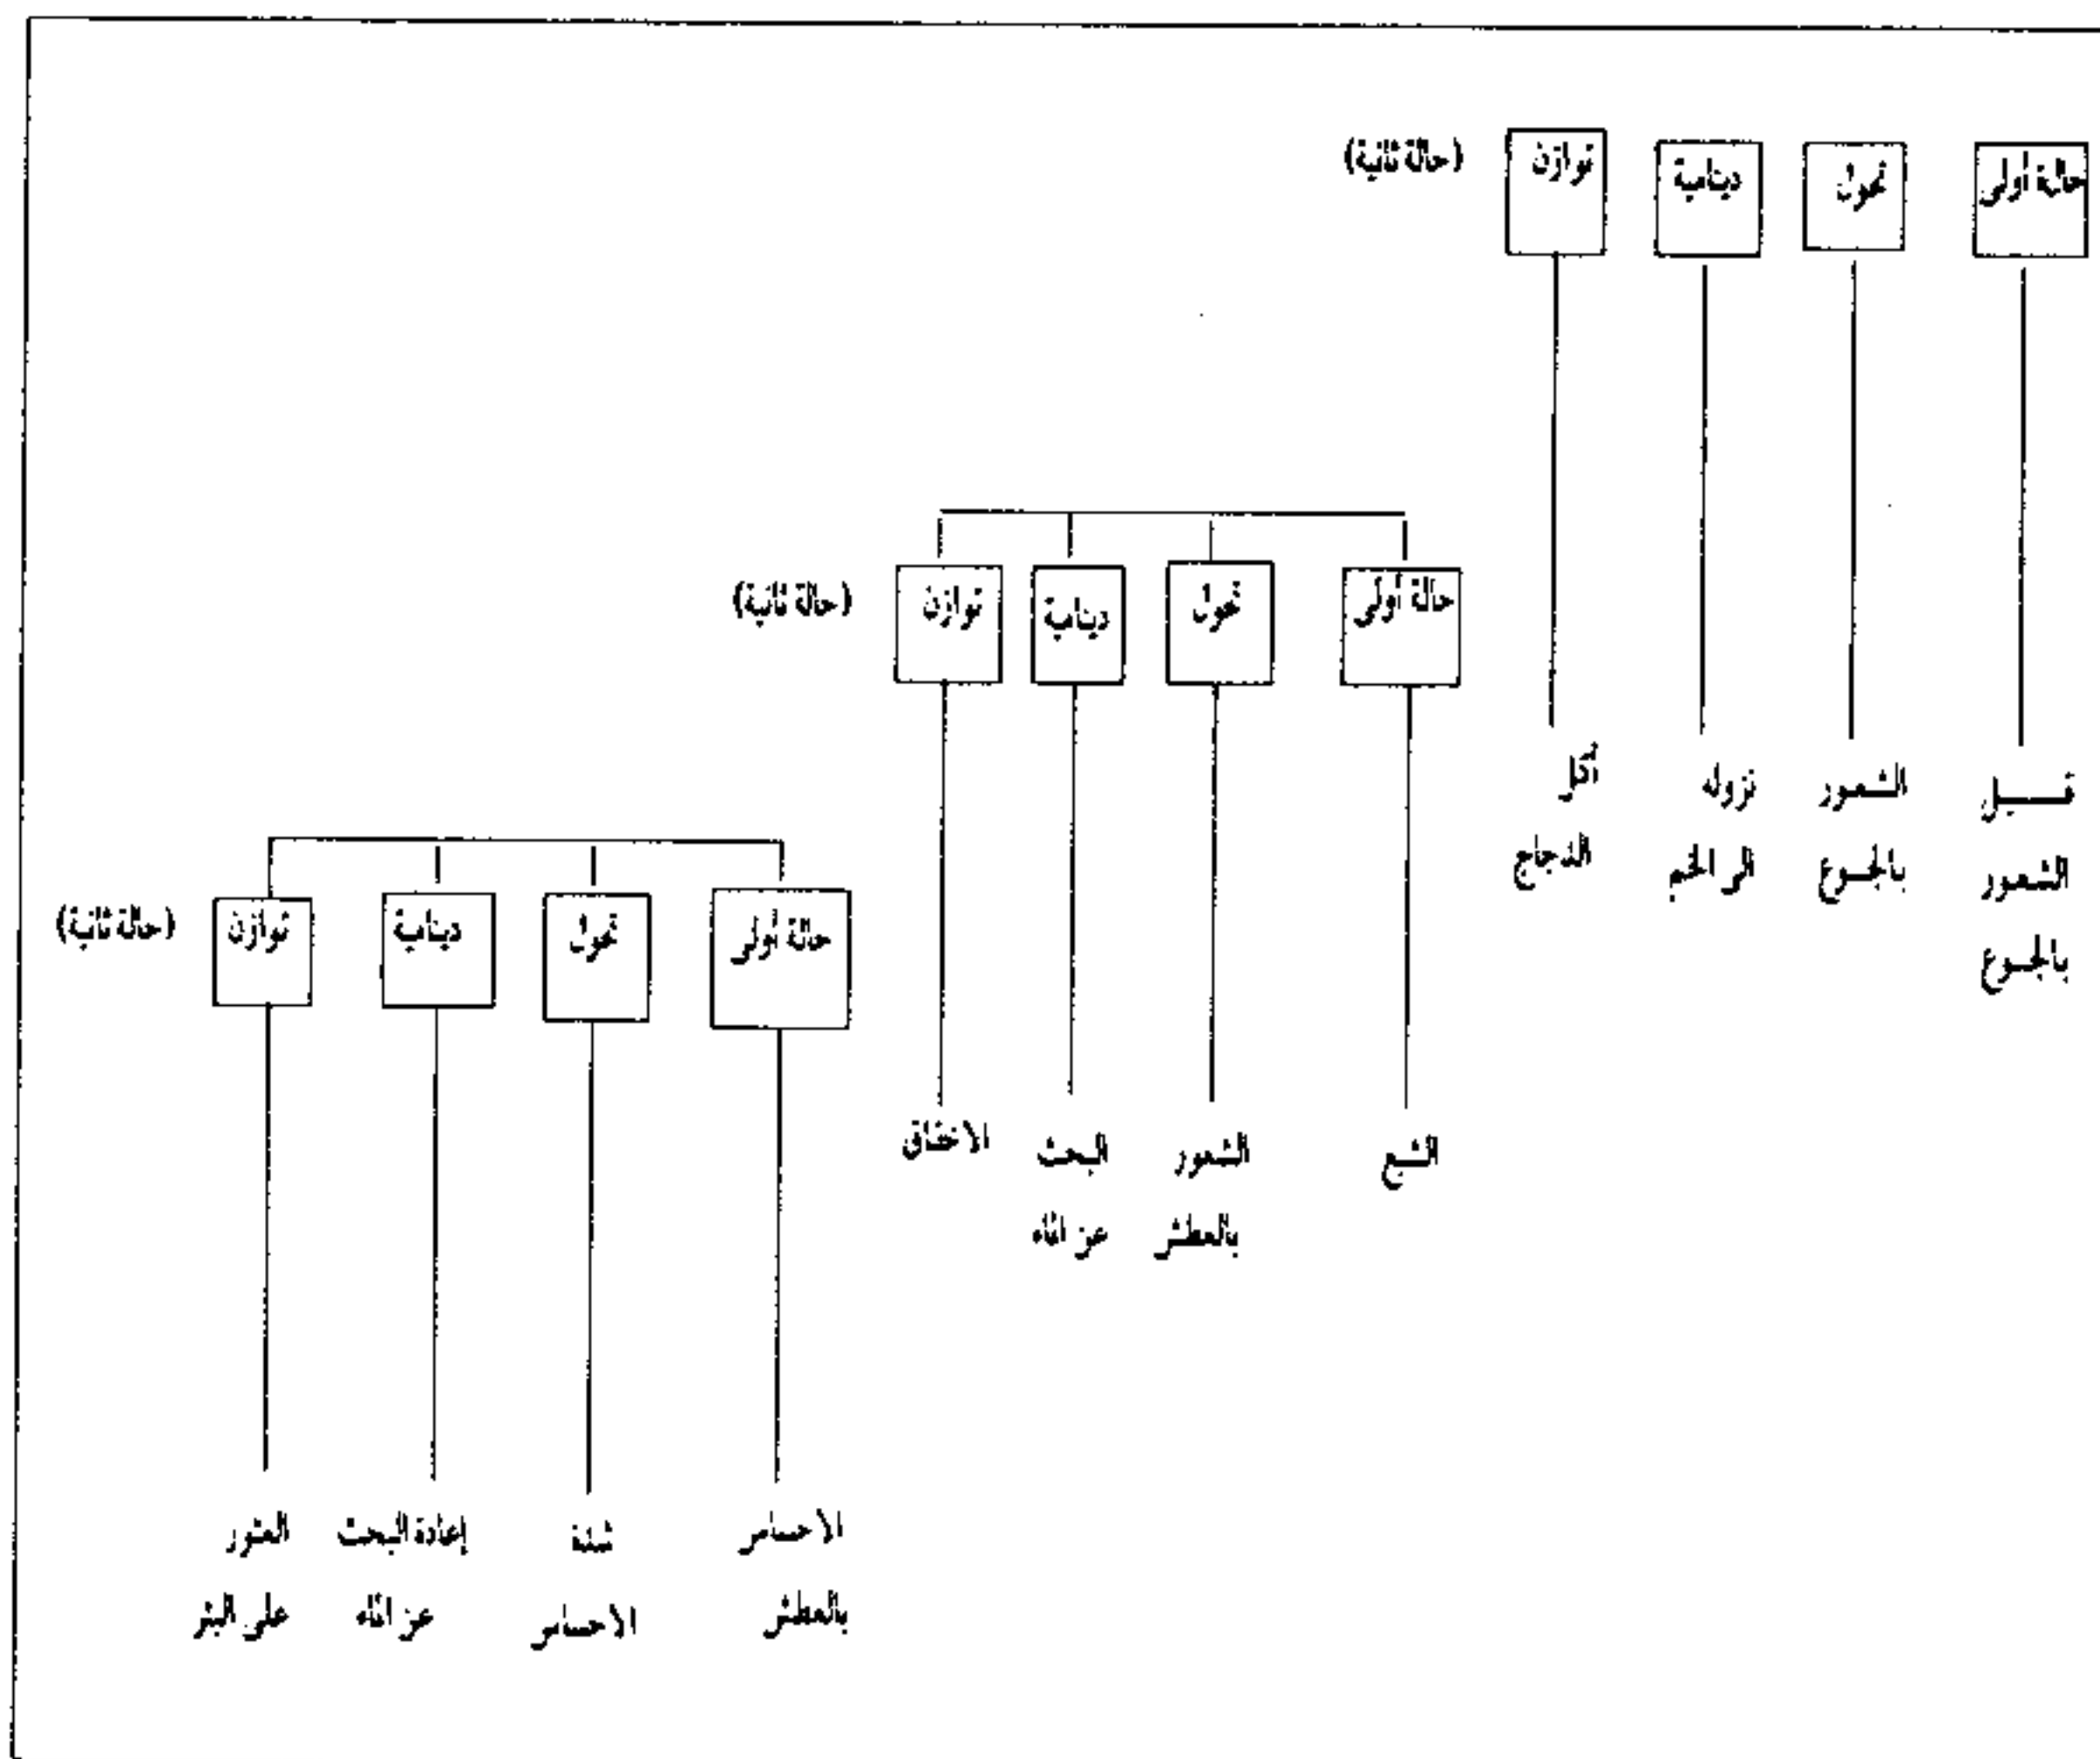 حالة أولى
تحول
دينامية
توازن
(حالة ثانية)
قبل
الشعور
بالجوع
الشعور
بالجوع
نزوله
الى الخم
أكل
الدجاج
حالة أولى
تحول
دينامية
توازن
(حالة ثانية)
الشبع
الشعور
بالعطش
البحث
عن الماء
الاخفاق
حالة أولى
تحول
دينامية
توازن
(حالة ثانية)
الاحساس
بالعطش
شدة
الاحساس
إعادة البحث
عن الماء
العثور
على البئر